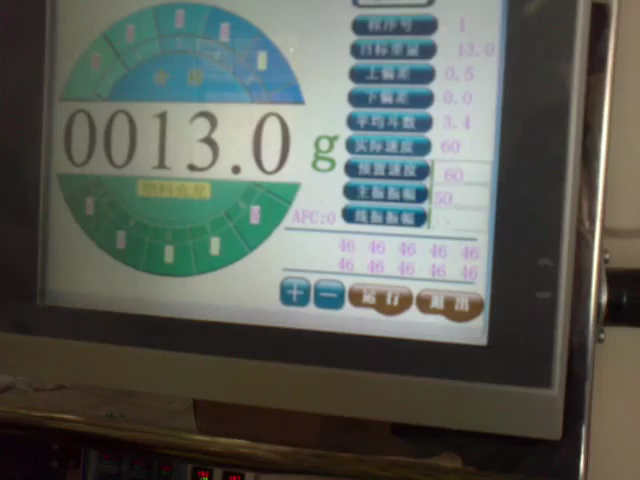 程序号 1
目标重量 13.0
上偏差 0.5
下偏差 0.0
平均斗数 3.4
实际速度 60
预置速度 60
主振振幅 50
线振振幅
0013.0 g
AFC:0
46 46 46 46 46
46 46 46 46 46
+ − 运行 退出